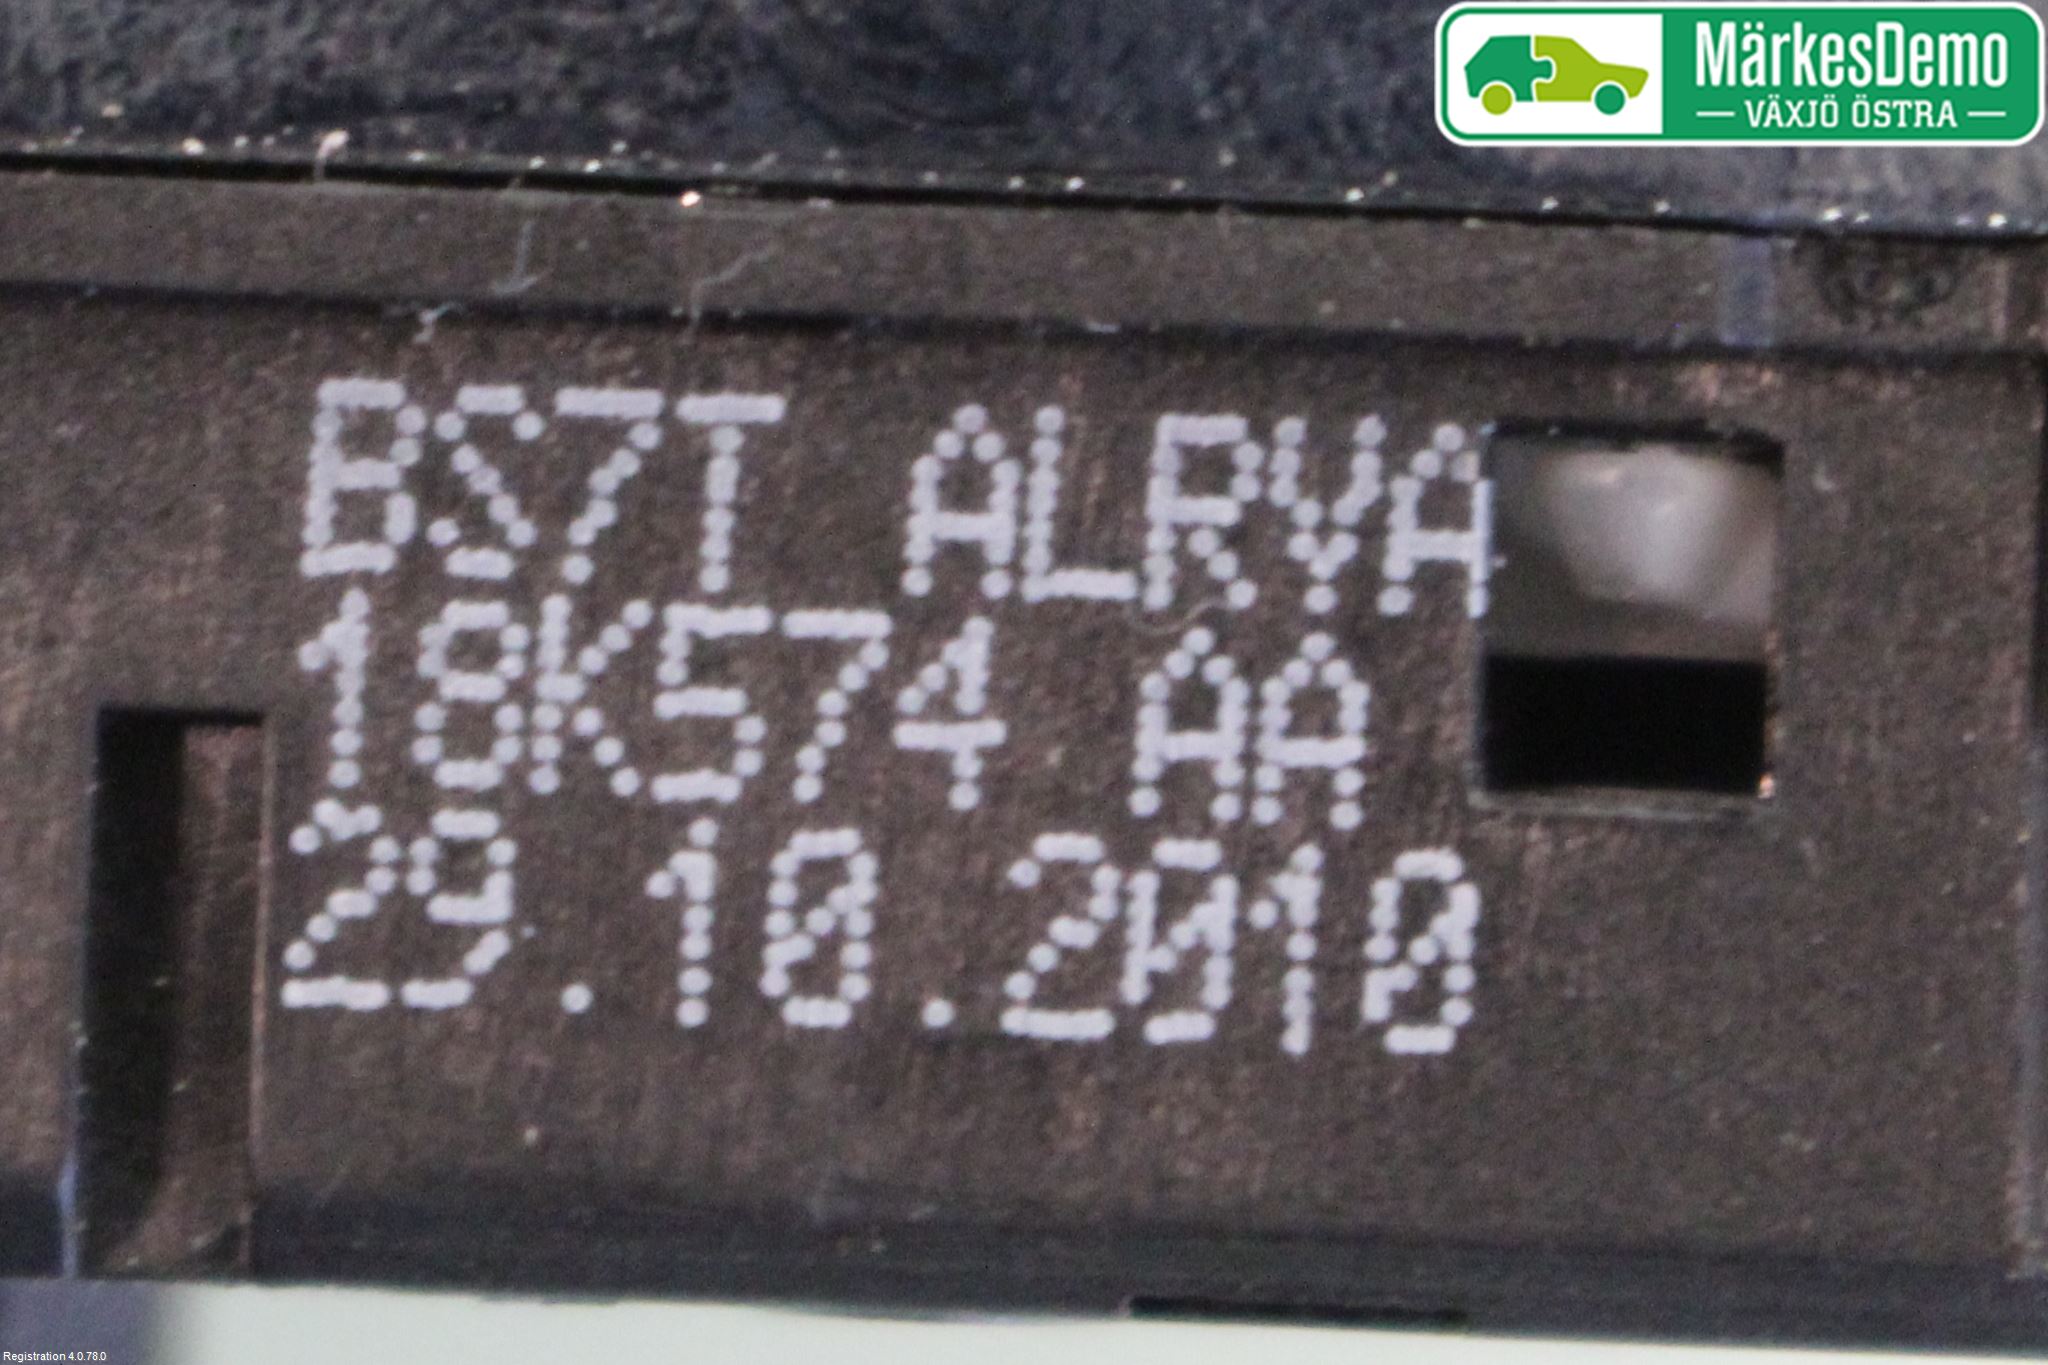 MärkesDemo
VÄXJÖ ÖSTRA
BS7T ALRYA
18K574 AA
29.10.2010
Registration 4.0.78.0